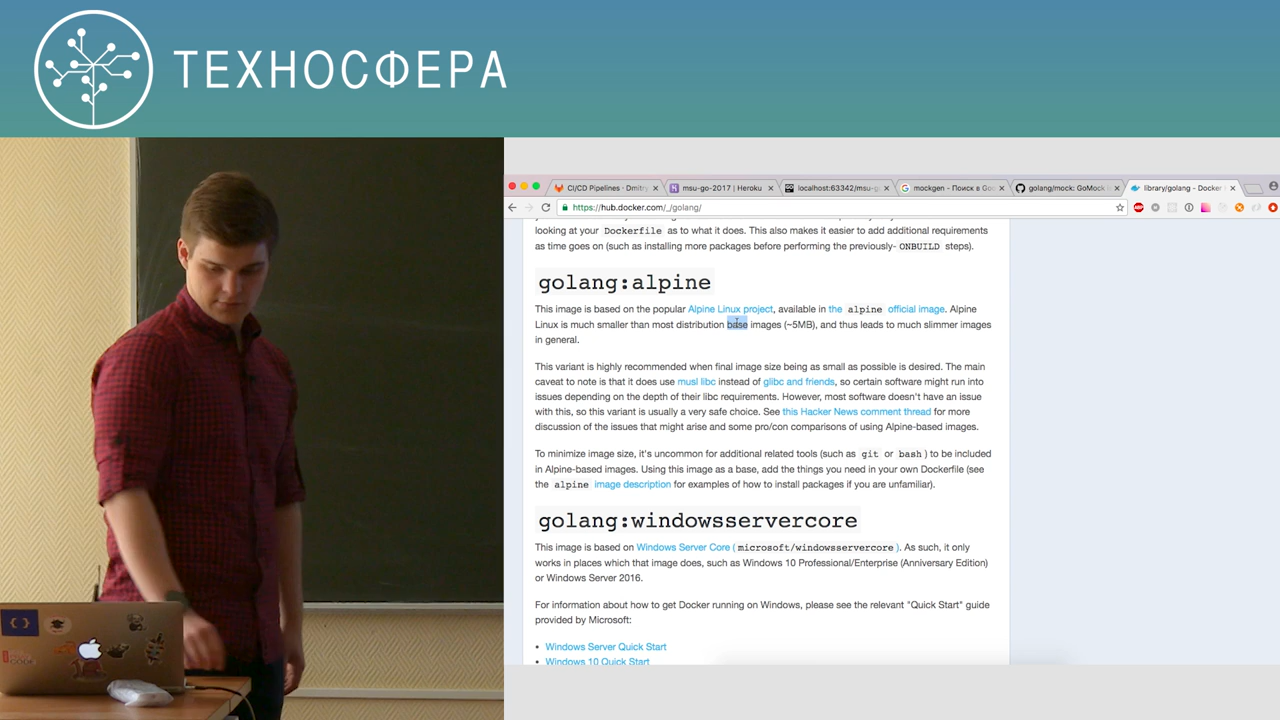 ТЕХНОСФЕРА
CI/CD Pipelines · Dmitry
msu-go-2017 | Heroku
localhost:63342/msu-g
mockgen - Поиск в Go
golang/mock: GoMock
library/golang - Docker
https://hub.docker.com/_/golang/
looking at your Dockerfile as to what it does. This also makes it easier to add additional requirements
as time goes on (such as installing more packages before performing the previously- ONBUILD steps).
golang:alpine
This image is based on the popular Alpine Linux project, available in the alpine official image. Alpine
Linux is much smaller than most distribution base images (~5MB), and thus leads to much slimmer images
in general.
This variant is highly recommended when final image size being as small as possible is desired. The main
caveat to note is that it does use musl libc instead of glibc and friends, so certain software might run into
issues depending on the depth of their libc requirements. However, most software doesn't have an issue
with this, so this variant is usually a very safe choice. See this Hacker News comment thread for more
discussion of the issues that might arise and some pro/con comparisons of using Alpine-based images.
To minimize image size, it's uncommon for additional related tools (such as git or bash ) to be included
in Alpine-based images. Using this image as a base, add the things you need in your own Dockerfile (see
the alpine image description for examples of how to install packages if you are unfamiliar).
golang:windowsservercore
This image is based on Windows Server Core ( microsoft/windowsservercore ). As such, it only
works in places which that image does, such as Windows 10 Professional/Enterprise (Anniversary Edition)
or Windows Server 2016.
For information about how to get Docker running on Windows, please see the relevant "Quick Start" guide
provided by Microsoft:
• Windows Server Quick Start
• Windows 10 Quick Start